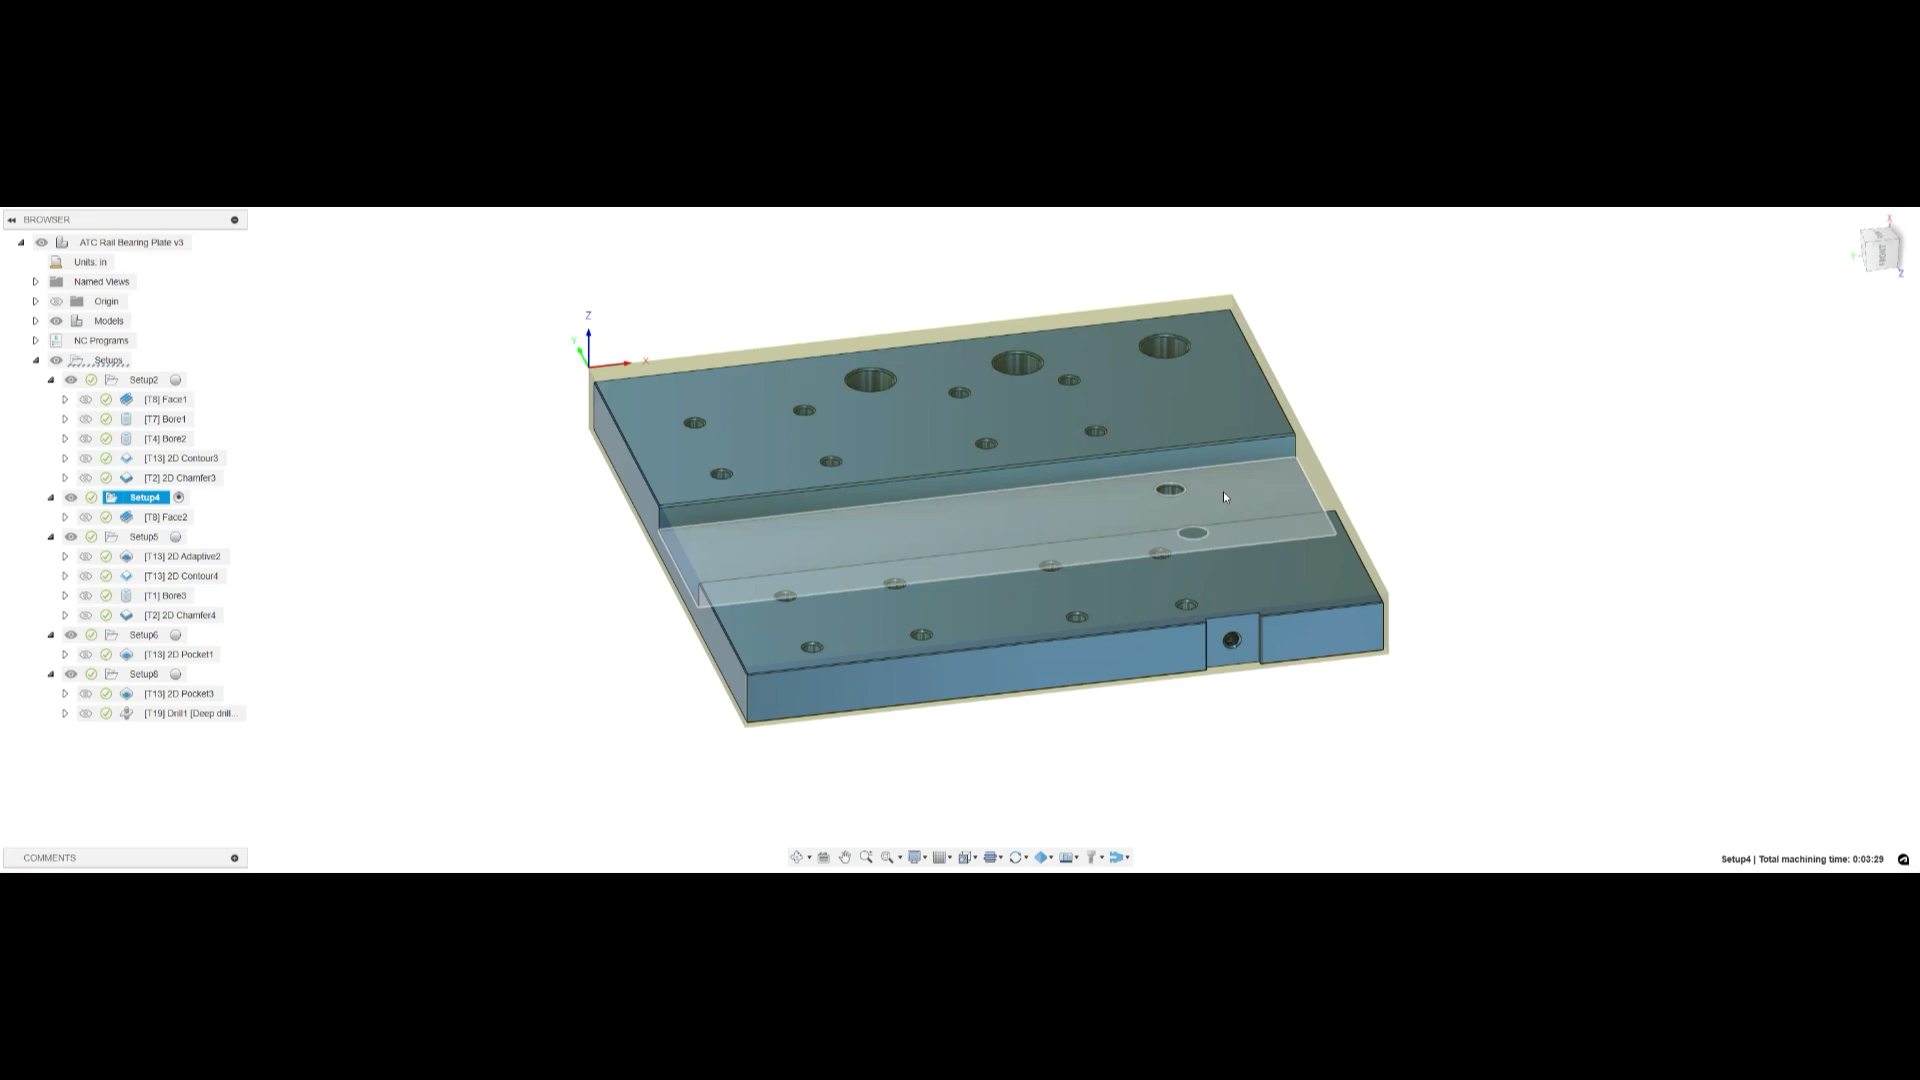 BROWSER
ATC Rail Bearing Plate v3
Units: in
Named Views
Origin
Models
NC Programs
Setups
Setup2
[T8] Face1
[T7] Bore1
[T4] Bore2
[T13] 2D Contour3
[T2] 2D Chamfer3
Setup4
[T8] Face2
Setup5
[T13] 2D Adaptive2
[T13] 2D Contour4
[T1] Bore3
[T2] 2D Chamfer4
Setup6
[T13] 2D Pocket1
Setup8
[T13] 2D Pocket3
[T19] Drill1 [Deep drill...
COMMENTS
Z
Y
X
X
Y
Z
Setup4 | Total machining time: 0:03:29